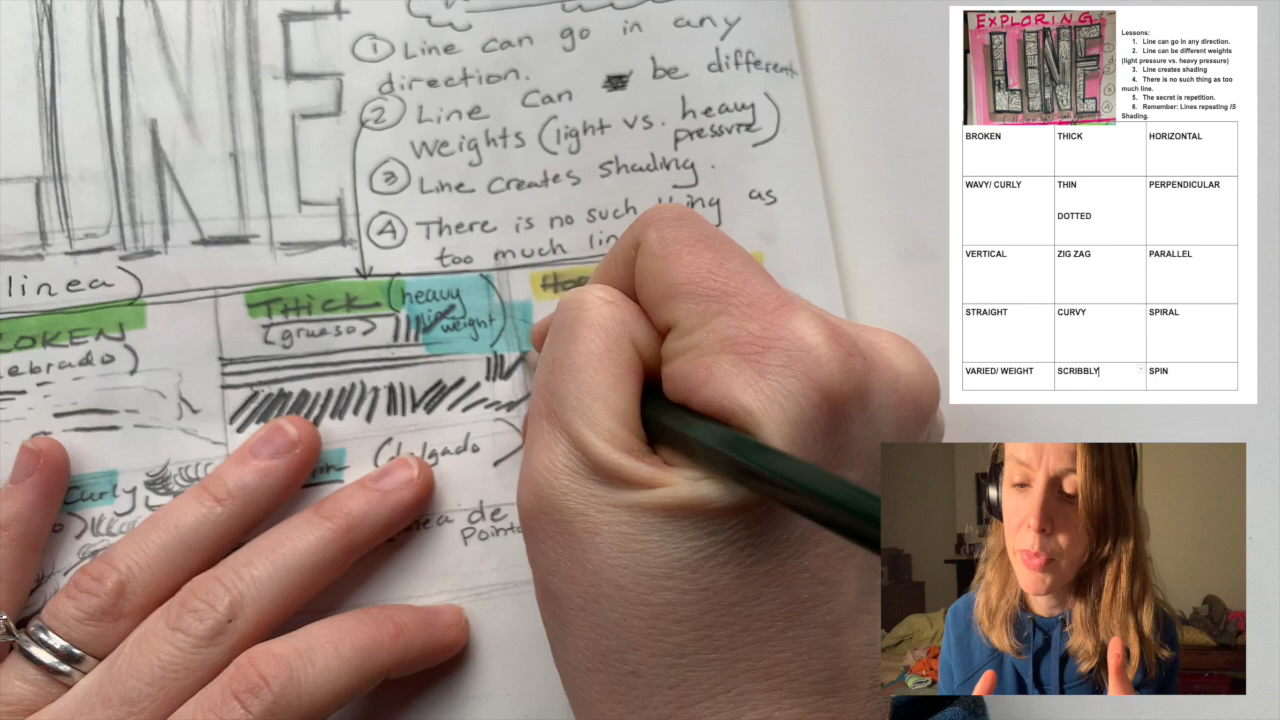 ① Line can go in any
direction.
② Line can be different
weights (light vs. heavy
pressure)
③ Line creates shading.
④ There is no such thing as
too much
LINE
linea)
THICK (heavy
weight)
(grueso)
(delgado)
Curly
de
EXPLORING
LINE
Lessons:
1. Line can go in any direction.
2. Line can be different weights
(light pressure vs. heavy pressure)
3. Line creates shading
4. There is no such thing as too
much line.
5. The secret is repetition.
6. Remember: Lines repeating IS
Shading.
BROKEN THICK HORIZONTAL
WAVY/ CURLY THIN PERPENDICULAR
DOTTED
VERTICAL ZIG ZAG PARALLEL
STRAIGHT CURVY SPIRAL
VARIED/ WEIGHT SCRIBBLY SPIN